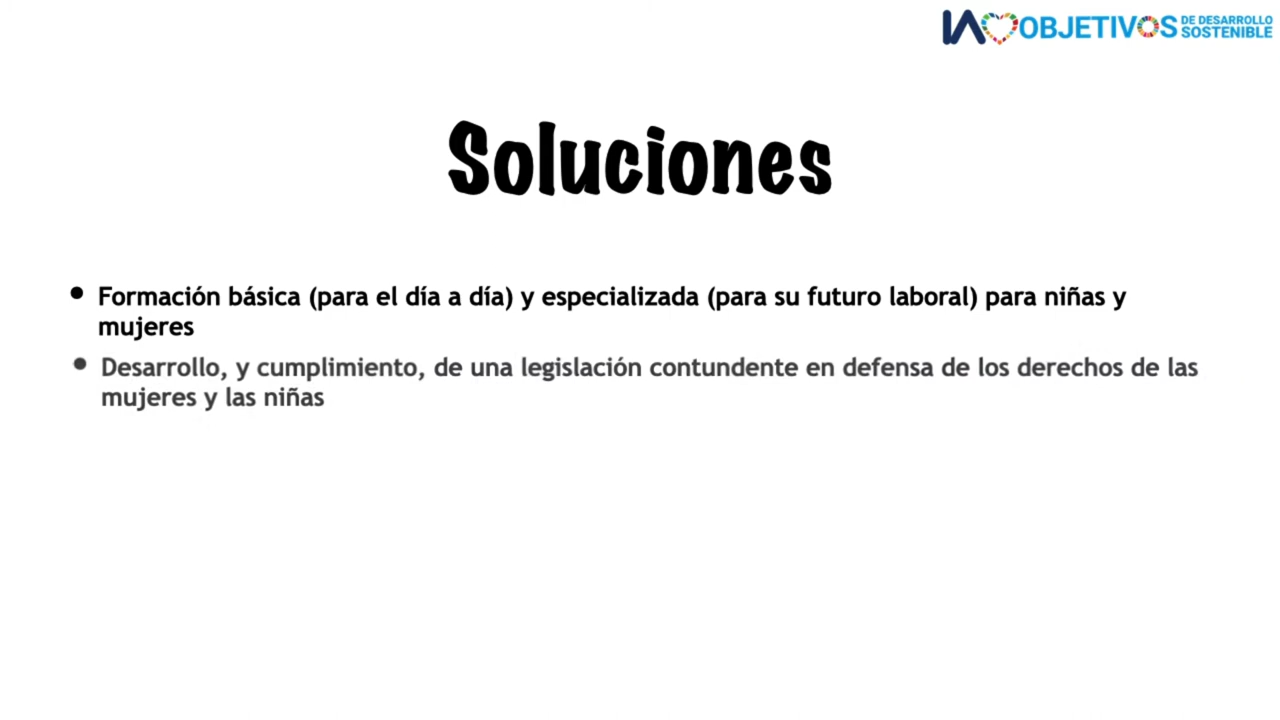 IA OBJETIVOS DE DESARROLLO
SOSTENIBLE
Soluciones
• Formación básica (para el día a día) y especializada (para su futuro laboral) para niñas y
mujeres
• Desarrollo, y cumplimiento, de una legislación contundente en defensa de los derechos de las
mujeres y las niñas